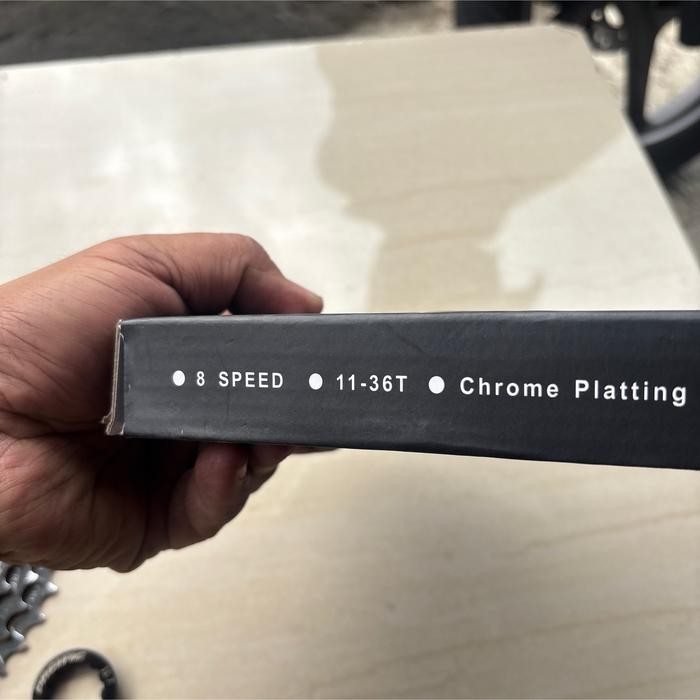 ● 8 SPEED ● 11-36T ● Chrome Platting